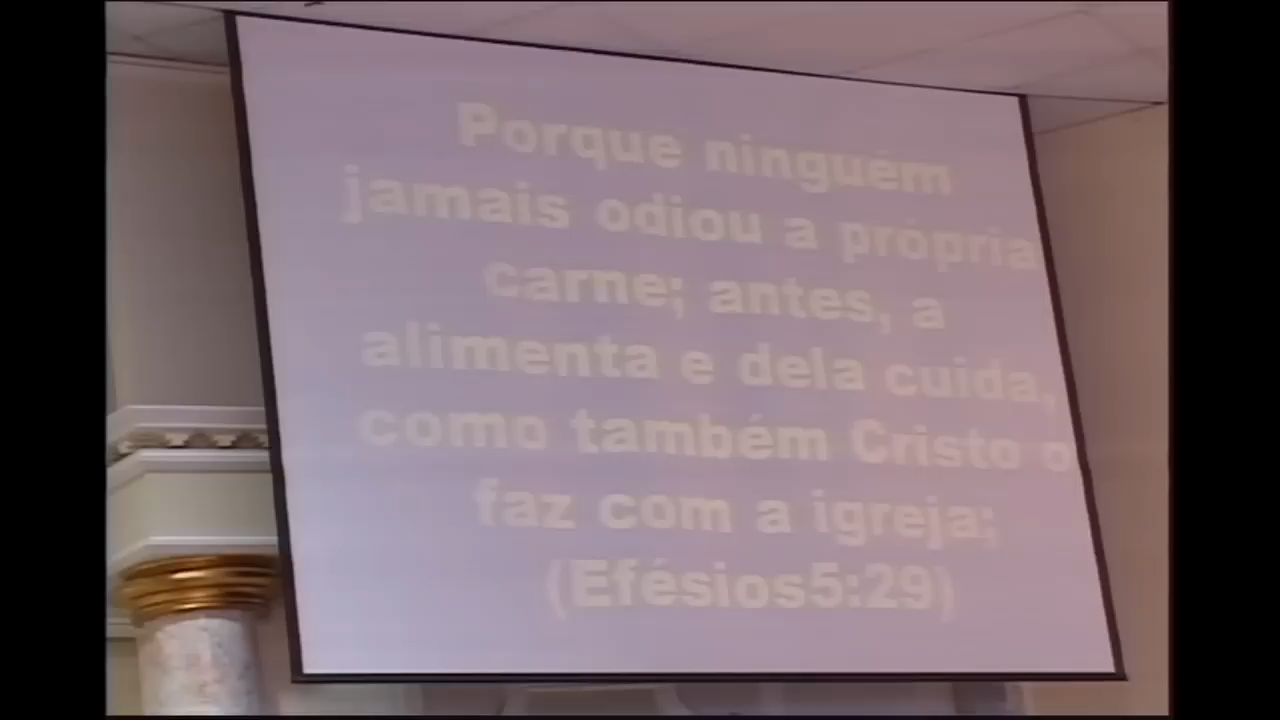 Porque ninguém
jamais odiou a própria
carne; antes, a
alimenta e dela cuida,
como também Cristo o
faz com a igreja;
(Efésios5:29)